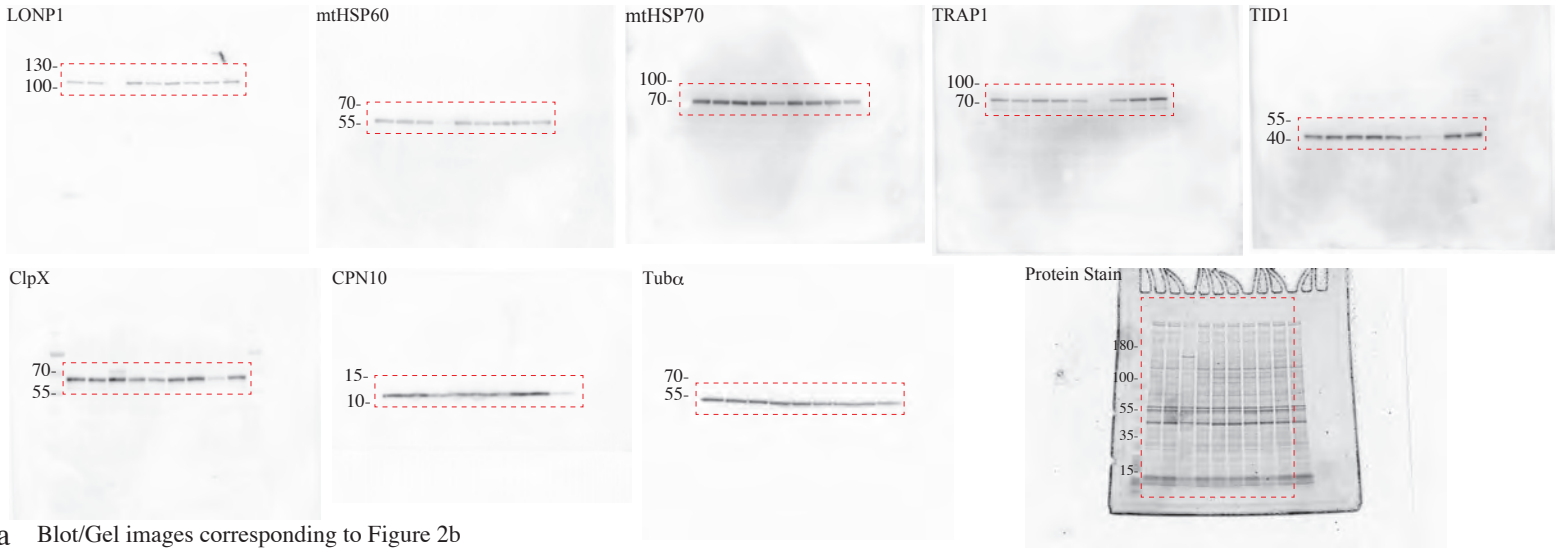 LONP1
130-
100-
mtHSP60
70-
55-
mtHSP70
100-
70-
TRAP1
100-
70-
TID1
55-
40-
ClpX
70-
55-
CPN10
15-
10-
Tubα
70-
55-
Protein Stain
180-
100-
55-
35-
15-
a Blot/Gel images corresponding to Figure 2b